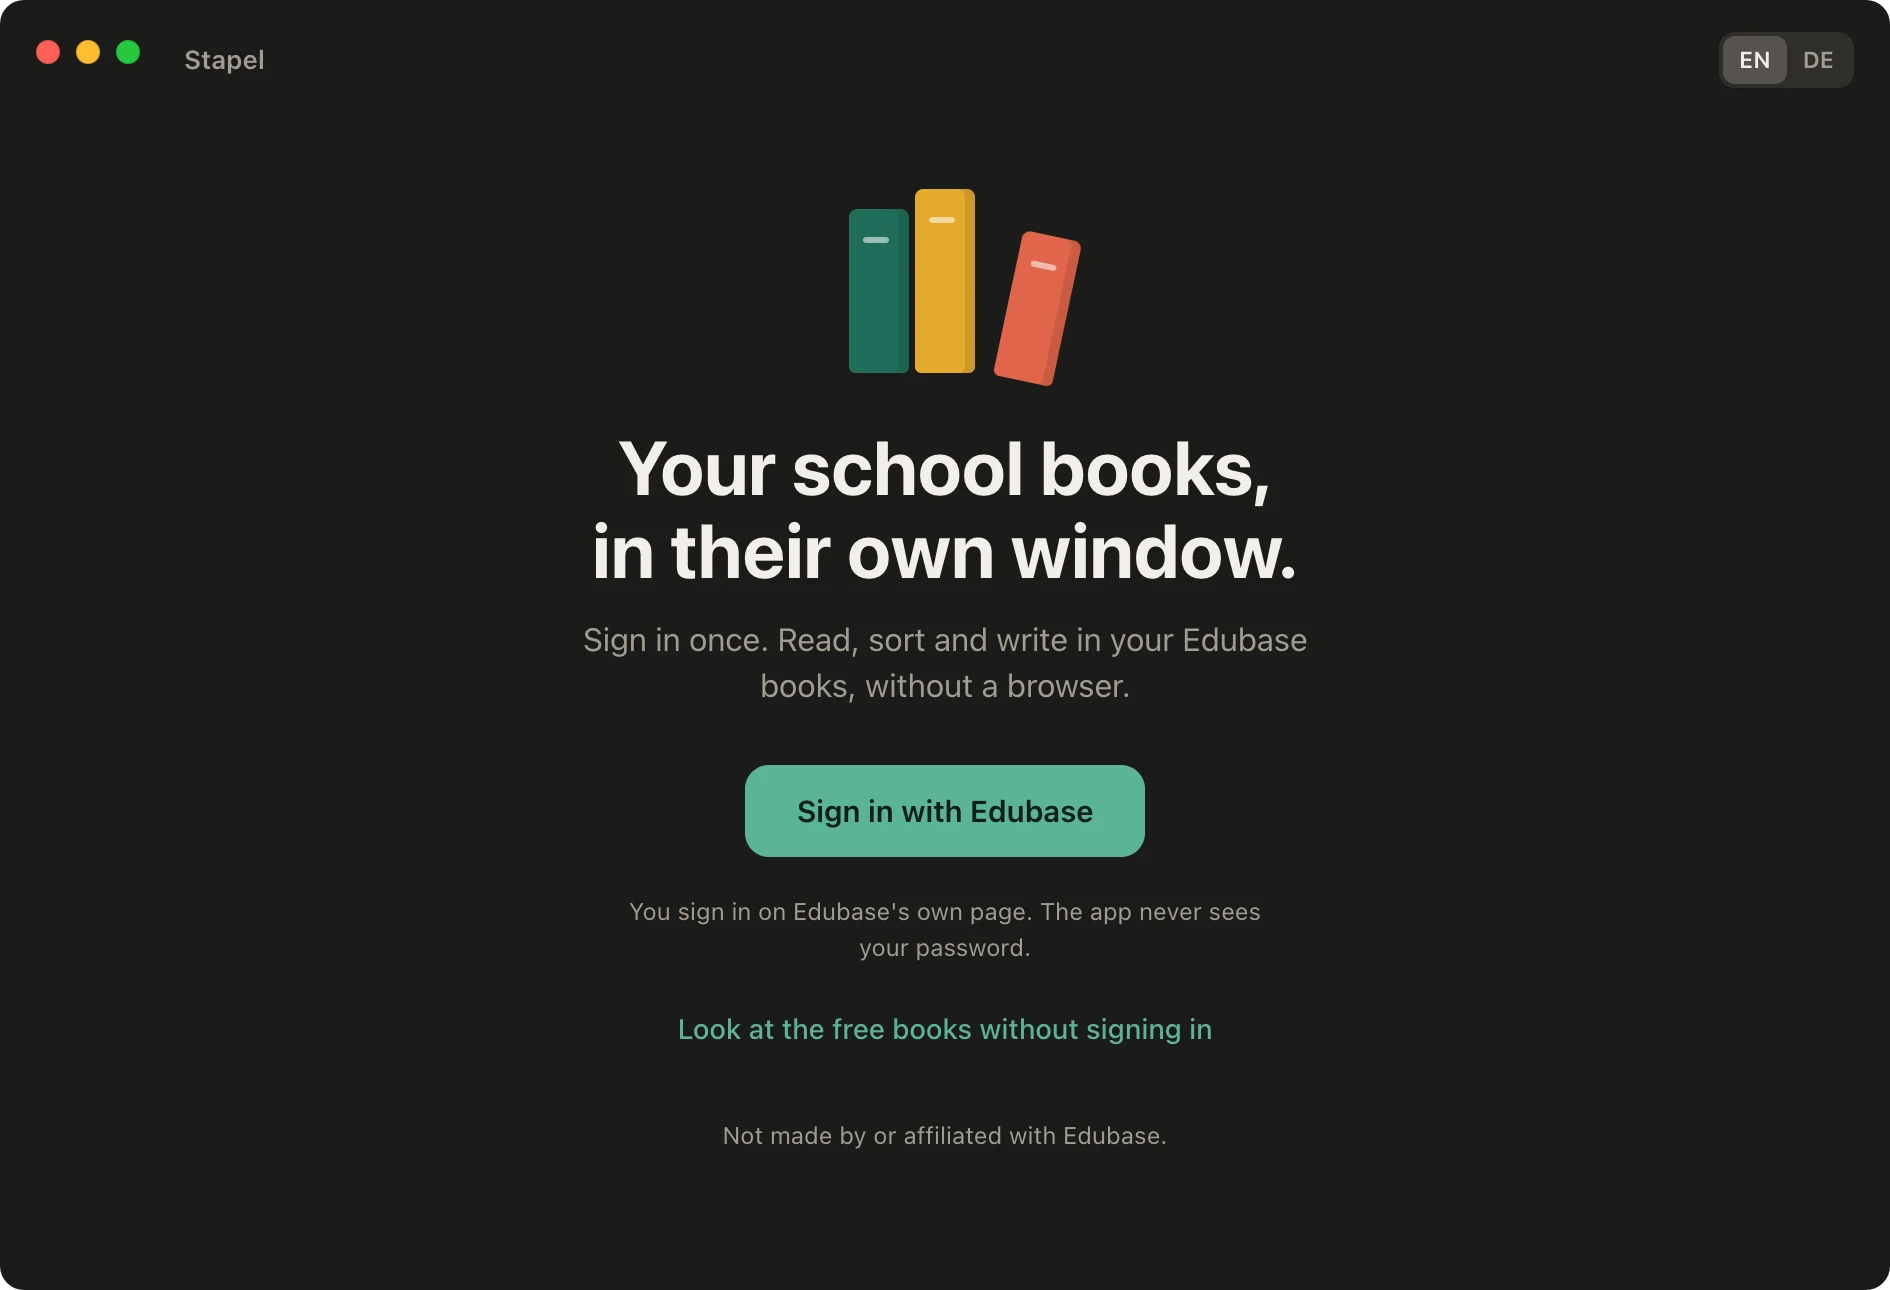 Stapel
EN DE
Your school books,
in their own window.
Sign in once. Read, sort and write in your Edubase
books, without a browser.
Sign in with Edubase
You sign in on Edubase's own page. The app never sees
your password.
Look at the free books without signing in
Not made by or affiliated with Edubase.